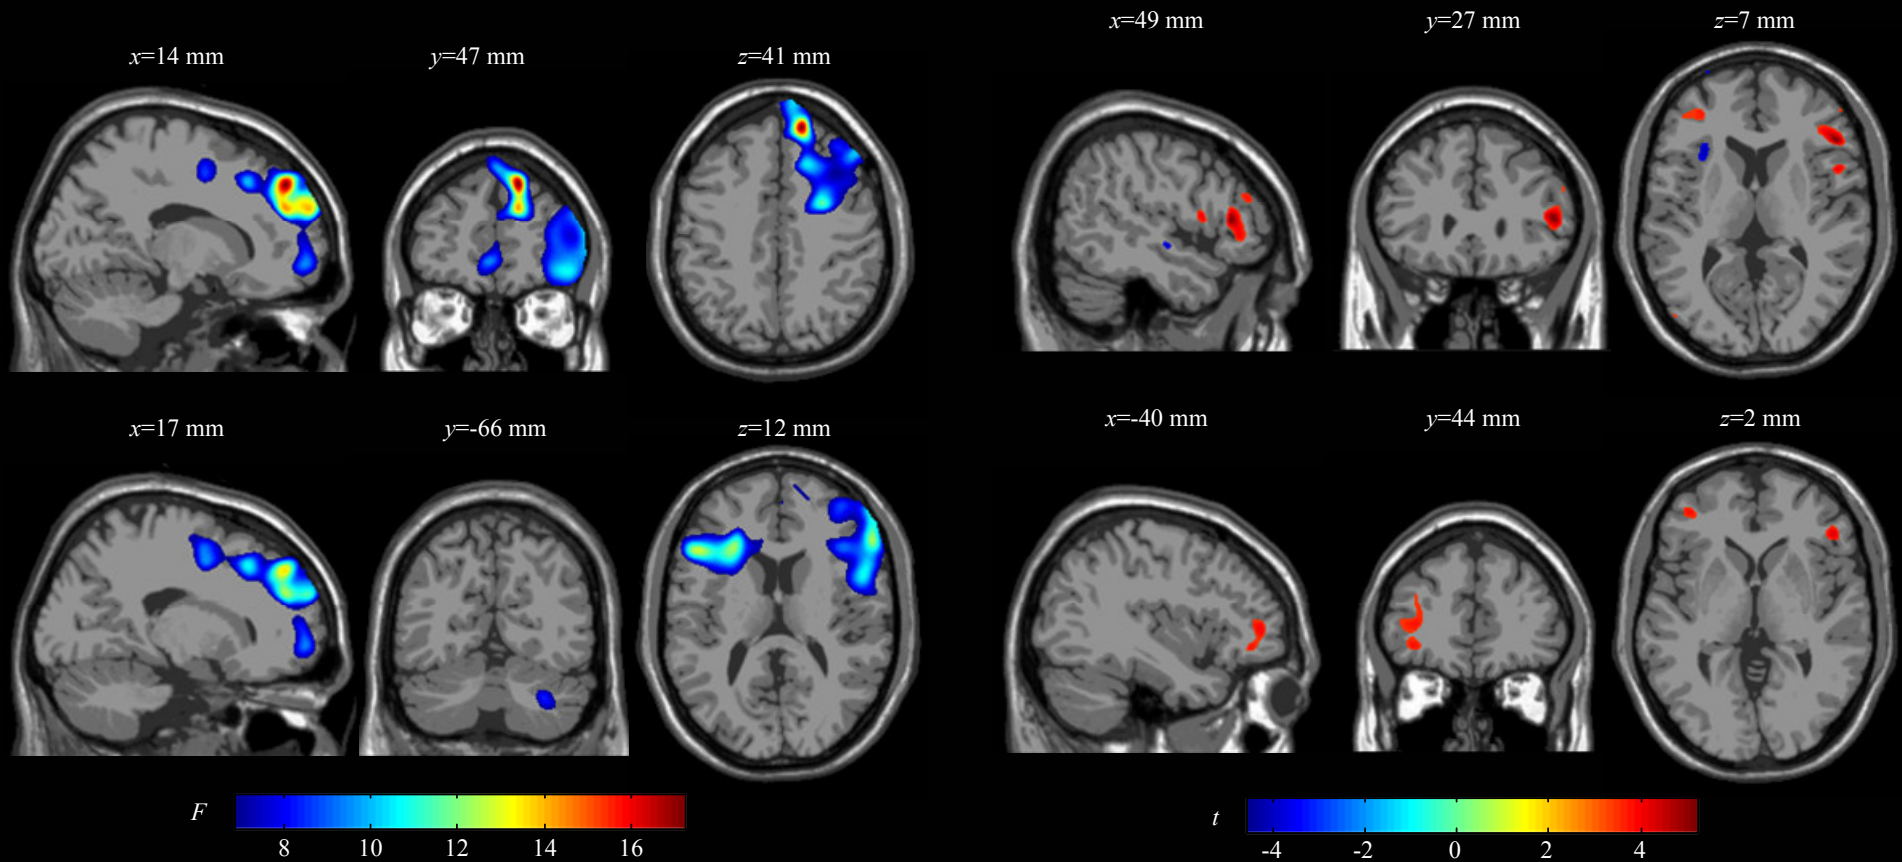 x=49 mm y=27 mm z=7 mm
x=14 mm y=47 mm z=41 mm
x=-40 mm y=44 mm z=2 mm
x=17 mm y=-66 mm z=12 mm
F
8 10 12 14 16
t
-4 -2 0 2 4